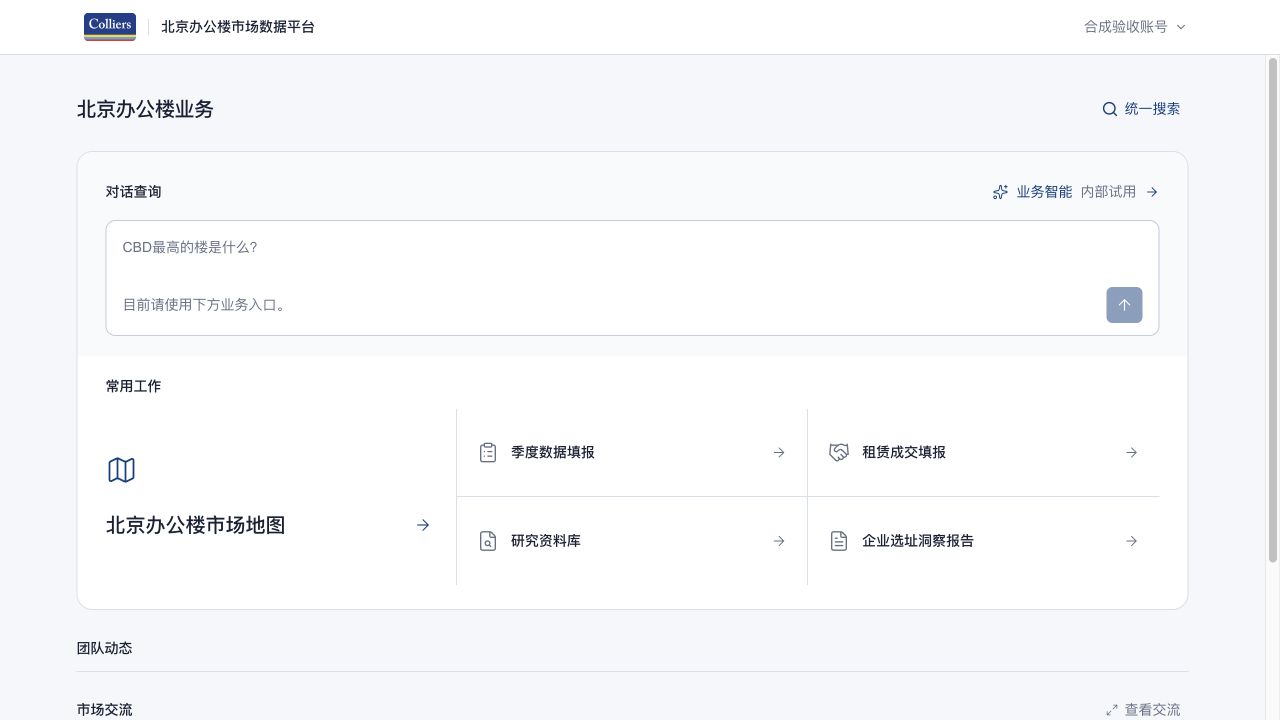 Colliers
北京办公楼市场数据平台
合成验收账号
北京办公楼业务
统一搜索
对话查询
业务智能 内部试用
CBD最高的楼是什么?
目前请使用下方业务入口。
常用工作
北京办公楼市场地图
季度数据填报
租赁成交填报
研究资料库
企业选址洞察报告
团队动态
市场交流
查看交流